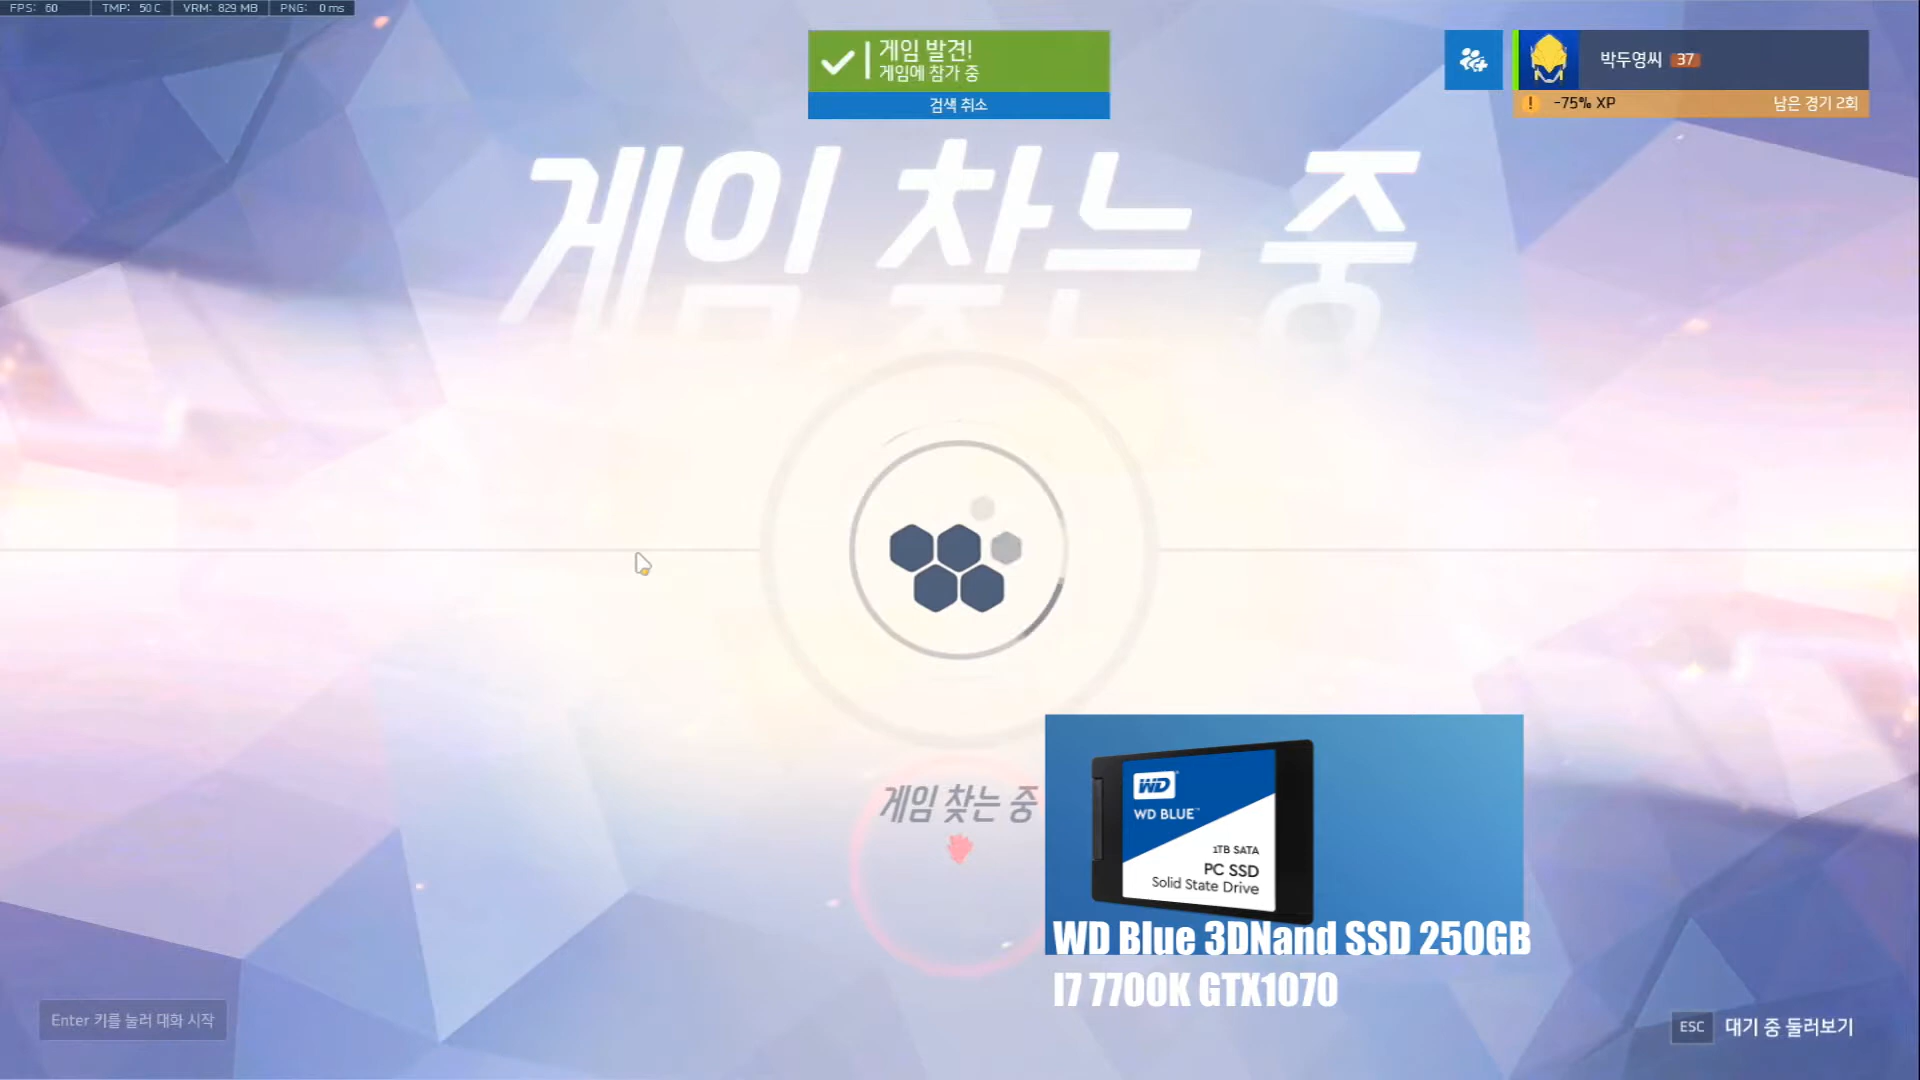 FPS: 60 TMP: 50 C VRM: 829 MB PNG: 0 ms
게임 발견!
게임에 참가 중
검색 취소
박두영씨 37
! -75% XP 남은 경기 2회
게임 찾는 중
게임 찾는 중
WD
WD BLUE™
1TB SATA
PC SSD
Solid State Drive
WD Blue 3DNand SSD 250GB
I7 7700K GTX1070
Enter 키를 눌러 대화 시작
ESC 대기 중 둘러보기